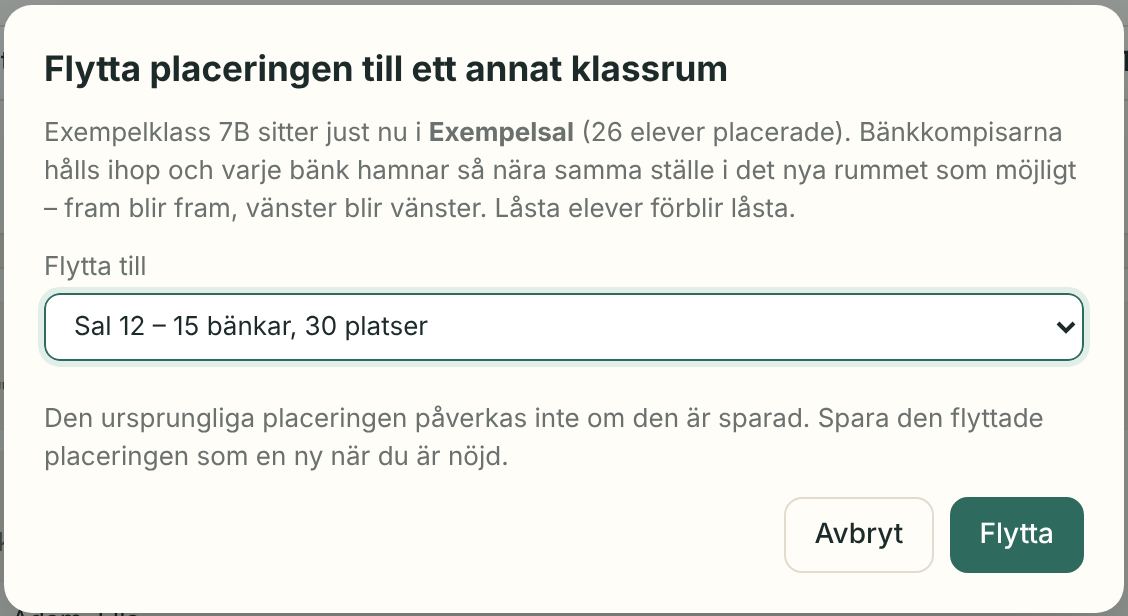 Flytta placeringen till ett annat klassrum
Exempelklass 7B sitter just nu i Exempelsal (26 elever placerade). Bänkkompisarna
hålls ihop och varje bänk hamnar så nära samma ställe i det nya rummet som möjligt
– fram blir fram, vänster blir vänster. Låsta elever förblir låsta.
Flytta till
Sal 12 – 15 bänkar, 30 platser
Den ursprungliga placeringen påverkas inte om den är sparad. Spara den flyttade
placeringen som en ny när du är nöjd.
Avbryt
Flytta